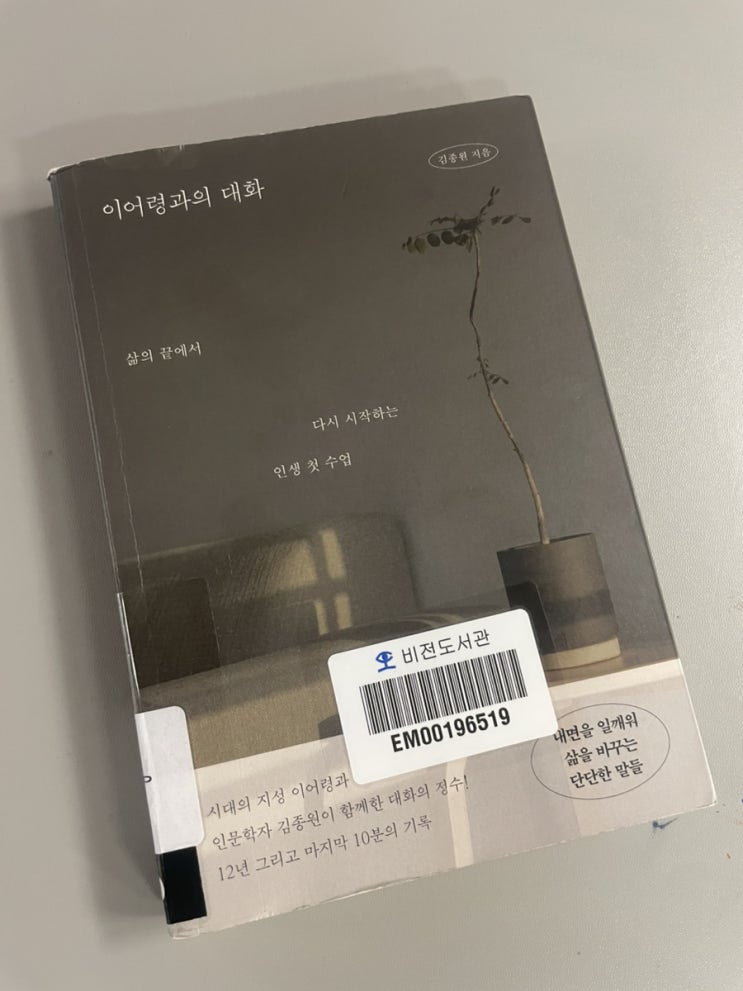 김종원 지음
이어령과의 대화
삶의 끝에서
다시 시작하는
인생 첫 수업
비전도서관
EM00196519
내면을 일깨워
삶을 바꾸는
단단한 말들
시대의 지성 이어령과
인문학자 김종원이 함께한 대화의 정수!
12년 그리고 마지막 10분의 기록